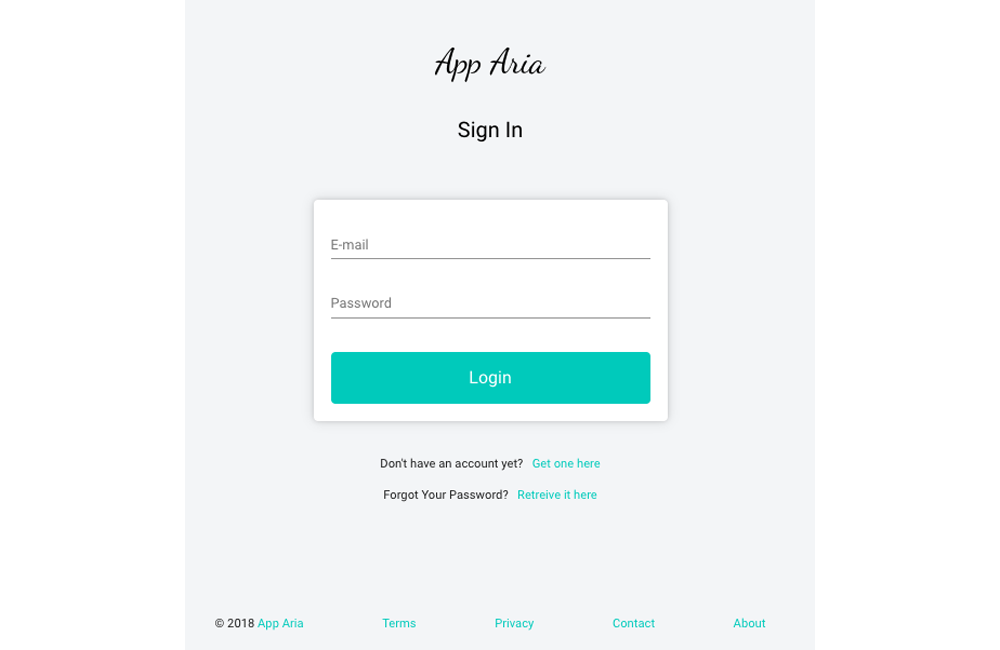 App Aria
Sign In
E-mail
Password
Login
Don't have an account yet? Get one here
Forgot Your Password? Retreive it here
© 2018 App Aria Terms Privacy Contact About